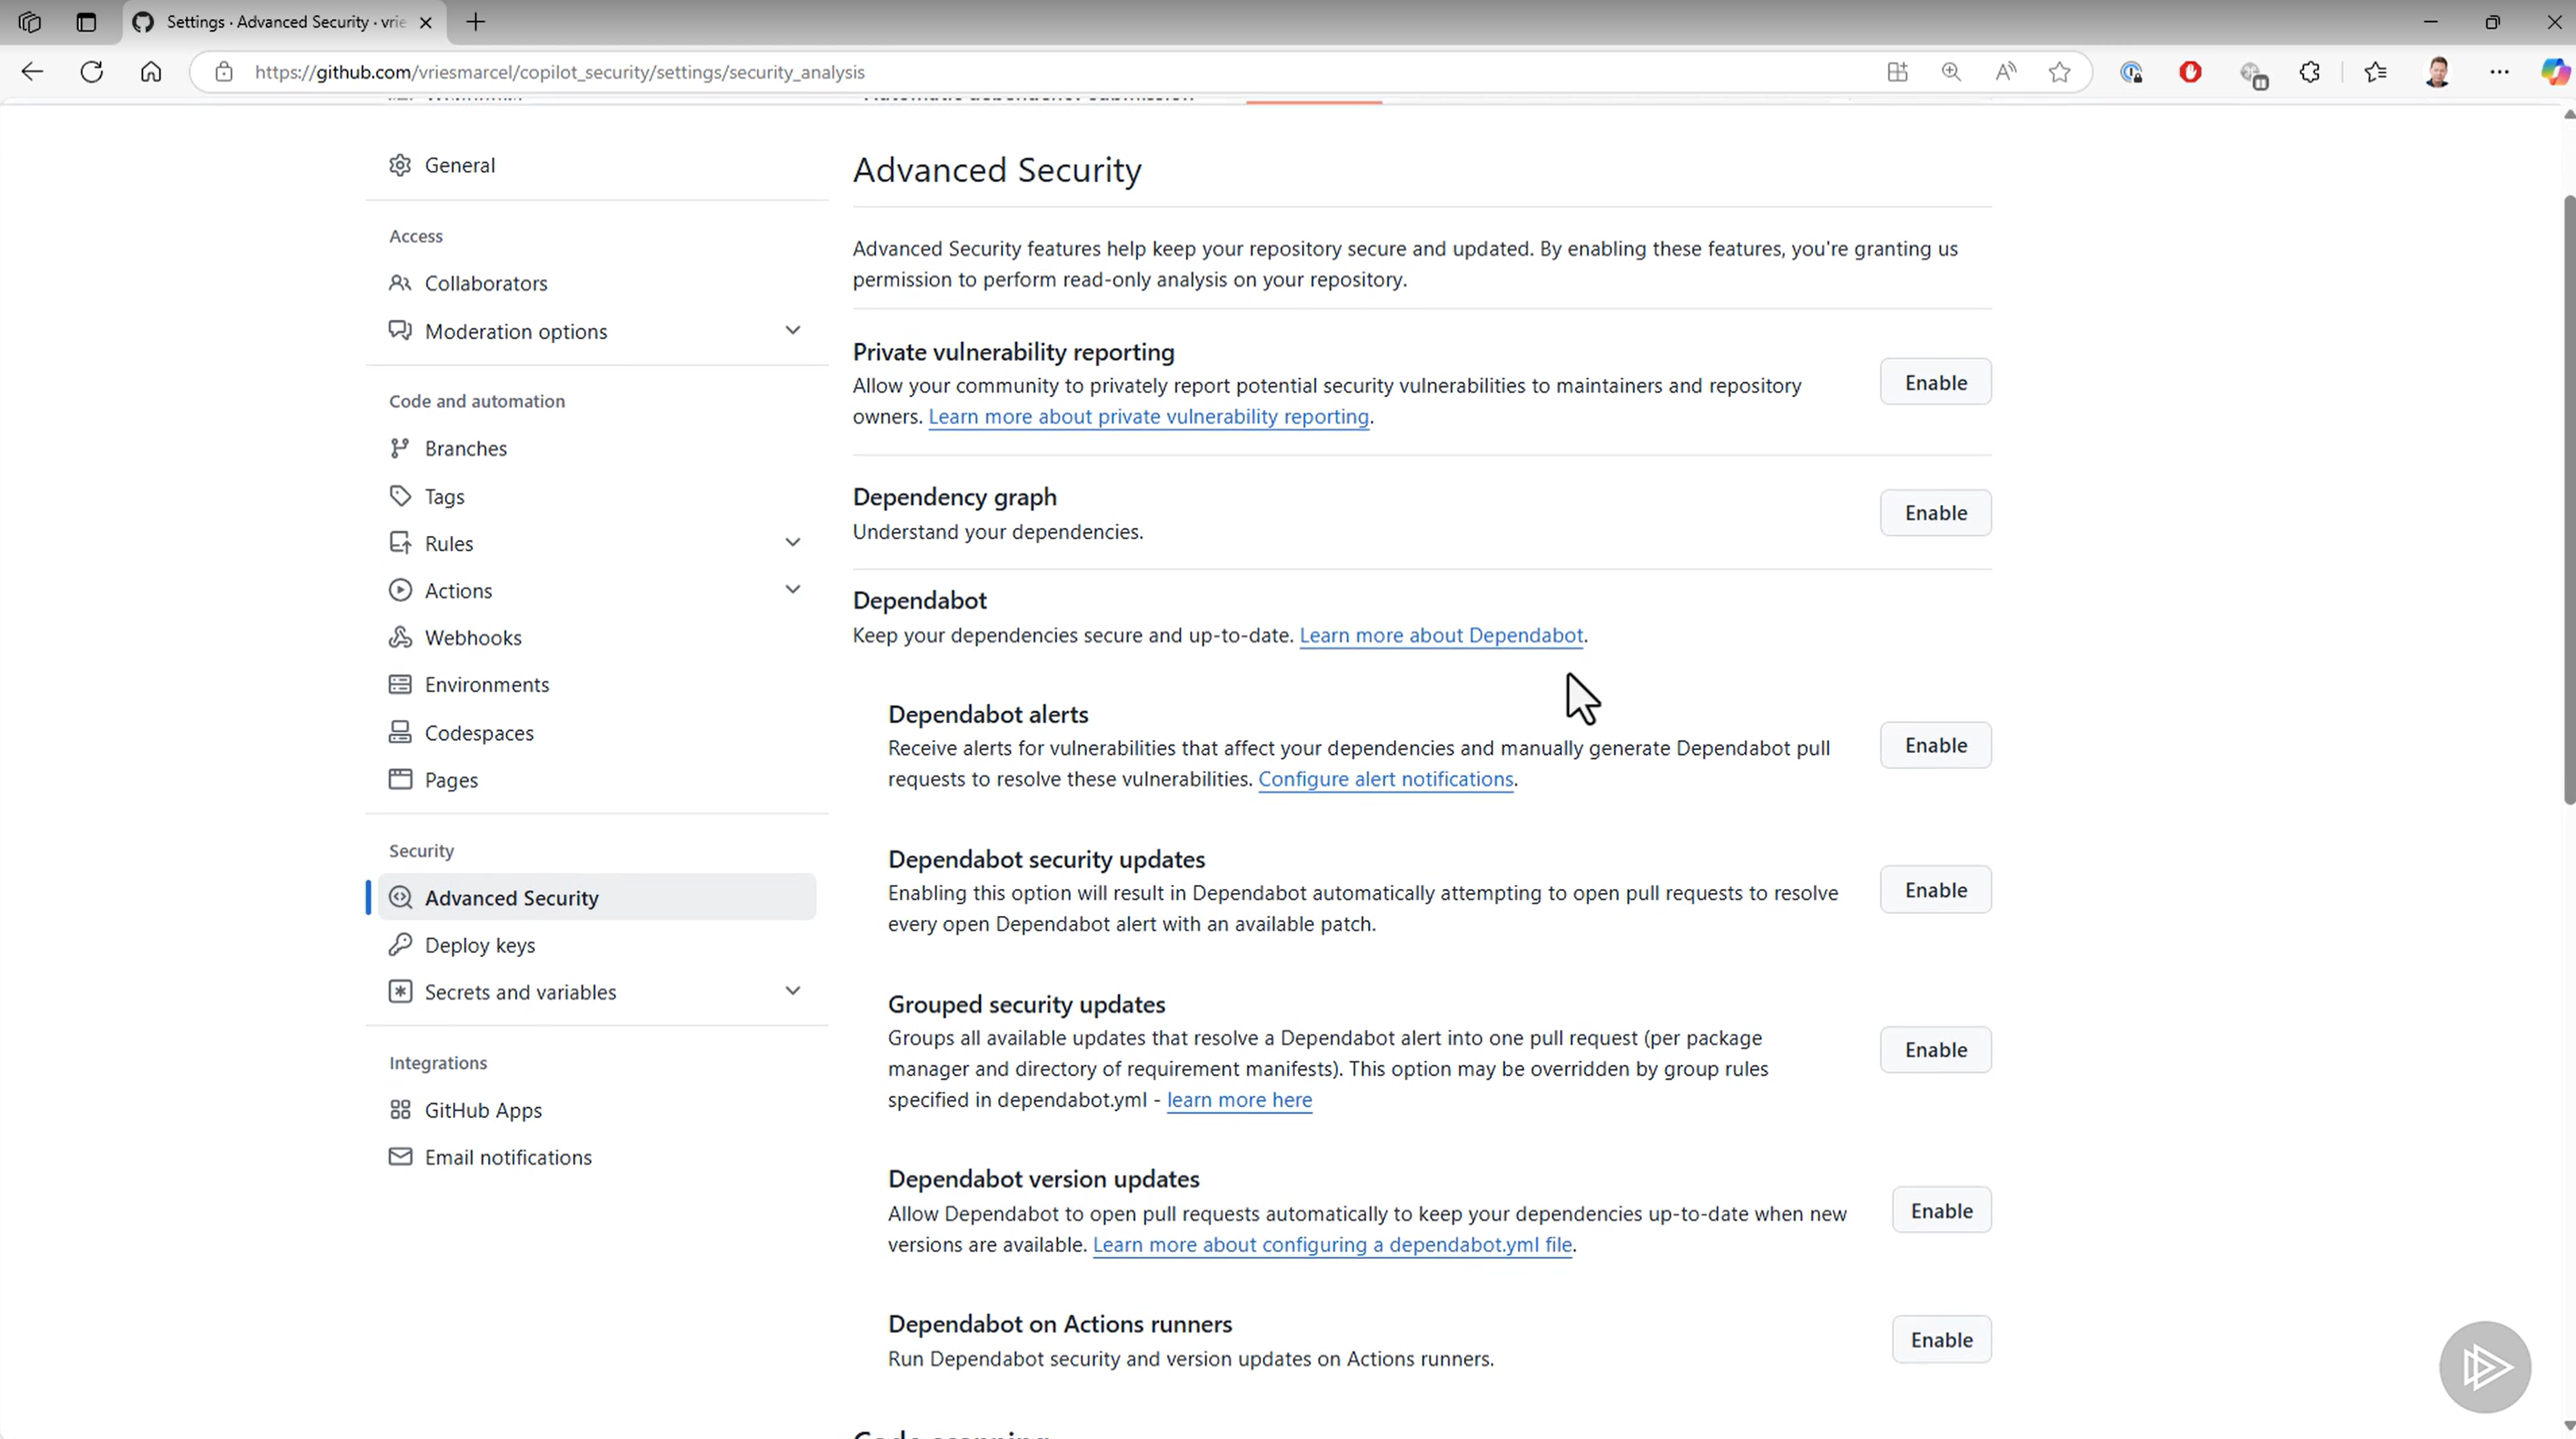 Settings · Advanced Security · vrie
https://github.com/vriesmarcel/copilot_security/settings/security_analysis
General
Access
Collaborators
Moderation options
Code and automation
Branches
Tags
Rules
Actions
Webhooks
Environments
Codespaces
Pages
Security
Advanced Security
Deploy keys
Secrets and variables
Integrations
GitHub Apps
Email notifications
Advanced Security
Advanced Security features help keep your repository secure and updated. By enabling these features, you're granting us
permission to perform read-only analysis on your repository.
Private vulnerability reporting
Allow your community to privately report potential security vulnerabilities to maintainers and repository
owners. Learn more about private vulnerability reporting.
Enable
Dependency graph
Understand your dependencies.
Enable
Dependabot
Keep your dependencies secure and up-to-date. Learn more about Dependabot.
Dependabot alerts
Receive alerts for vulnerabilities that affect your dependencies and manually generate Dependabot pull
requests to resolve these vulnerabilities. Configure alert notifications.
Enable
Dependabot security updates
Enabling this option will result in Dependabot automatically attempting to open pull requests to resolve
every open Dependabot alert with an available patch.
Enable
Grouped security updates
Groups all available updates that resolve a Dependabot alert into one pull request (per package
manager and directory of requirement manifests). This option may be overridden by group rules
specified in dependabot.yml - learn more here
Enable
Dependabot version updates
Allow Dependabot to open pull requests automatically to keep your dependencies up-to-date when new
versions are available. Learn more about configuring a dependabot.yml file.
Enable
Dependabot on Actions runners
Run Dependabot security and version updates on Actions runners.
Enable